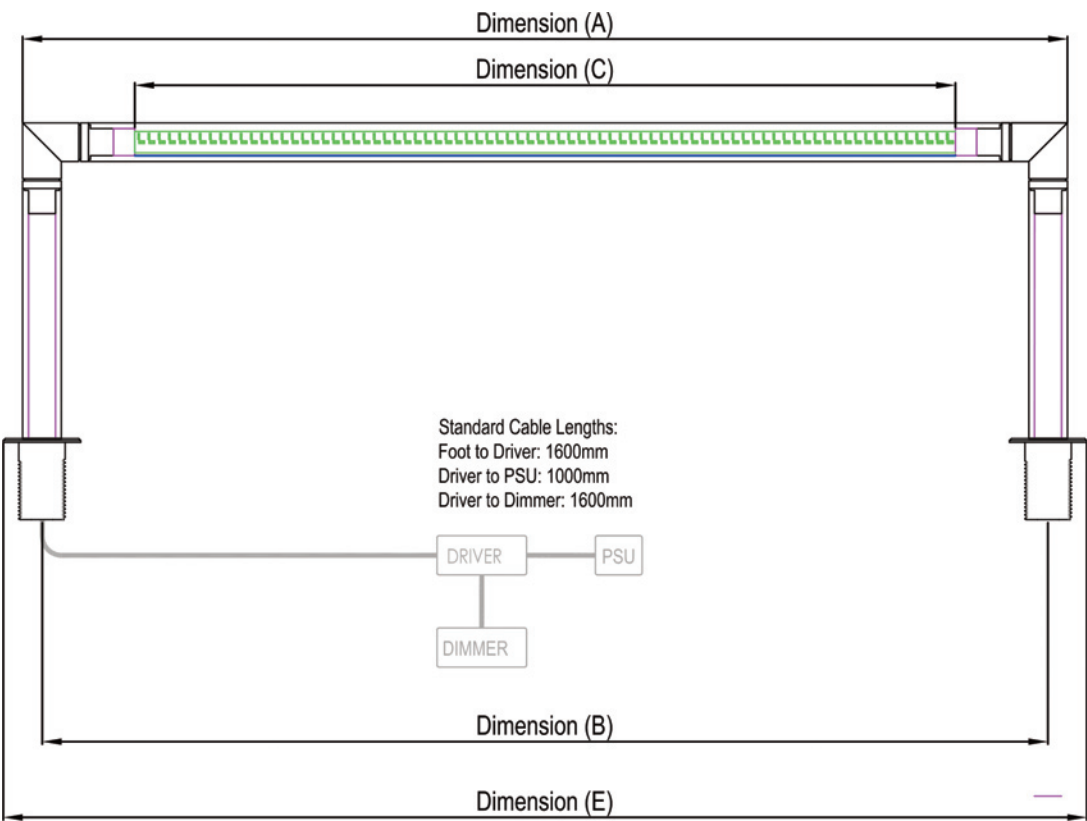 Dimension (A)
Dimension (C)
Standard Cable Lengths:
Foot to Driver: 1600mm
Driver to PSU: 1000mm
Driver to Dimmer: 1600mm
DRIVER
PSU
DIMMER
Dimension (B)
Dimension (E)